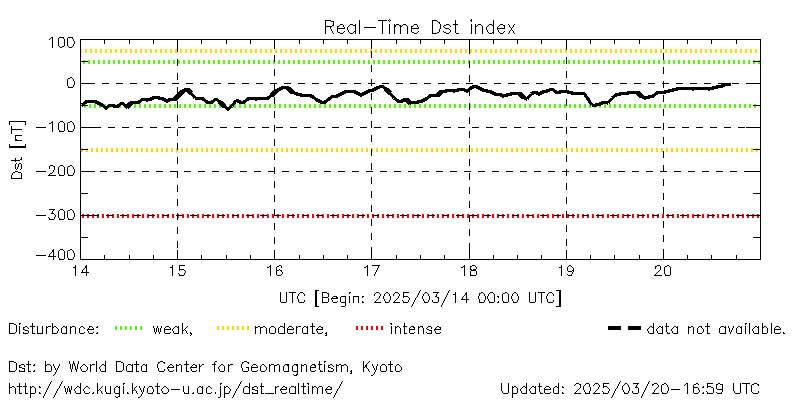 Real-Time Dst index
100
0
-100
-200
-300
-400
Dst [nT]
14 15 16 17 18 19 20
UTC [Begin: 2025/03/14 00:00 UTC]
Disturbance: weak, moderate, intense data not available.
Dst: by World Data Center for Geomagnetism, Kyoto
http://wdc.kugi.kyoto-u.ac.jp/dst_realtime/ Updated: 2025/03/20-16:59 UTC